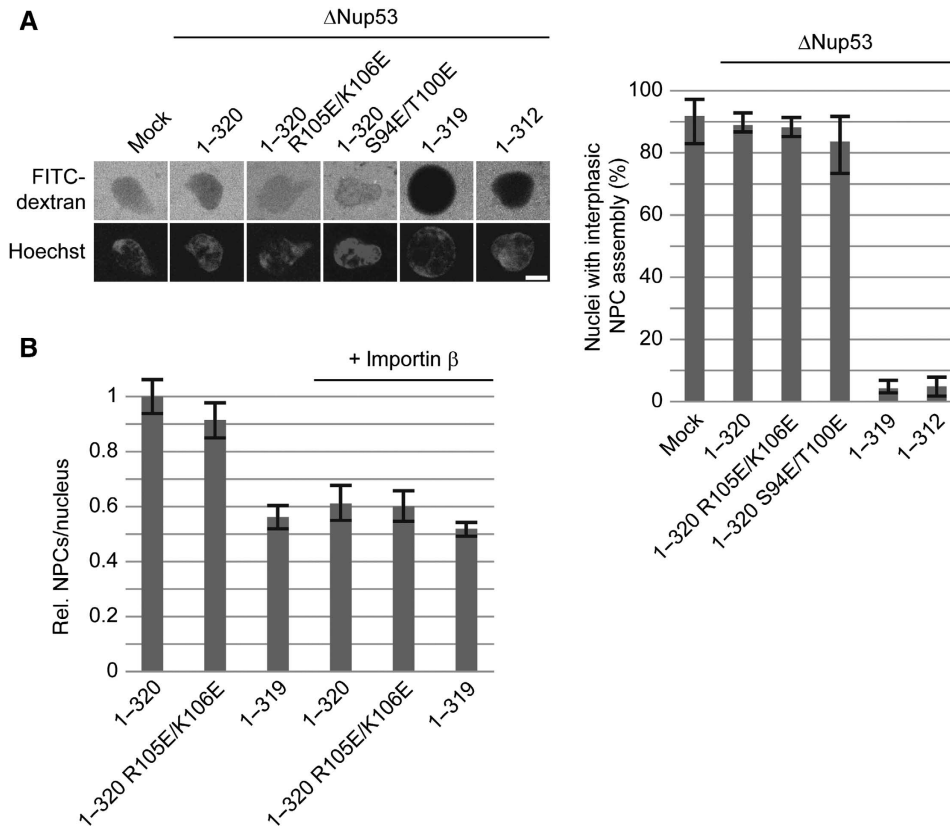 A
ΔNup53
Mock
1–320
1–320
R105E/K106E
1–320
S94E/T100E
1–319
1–312
FITC-
dextran
Hoechst
ΔNup53
Nuclei with interphasic
NPC assembly (%)
100
80
60
40
20
0
Mock
1–320
1–320 R105E/K106E
1–320 S94E/T100E
1–319
1–312
B
+ Importin β
Rel. NPCs/nucleus
1
0.8
0.6
0.4
0.2
0
1–320
1–320 R105E/K106E
1–319
1–320
1–320 R105E/K106E
1–319